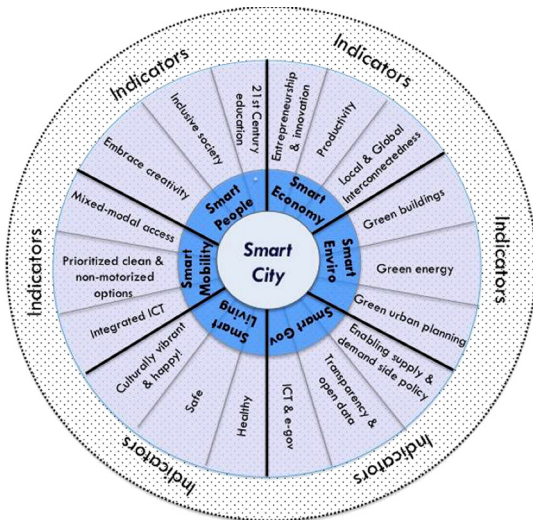 Smart
City
Smart
Economy
Entrepreneurship
& innovation
Productivity
Local & Global
Interconnectedness
Indicators
Smart
Enviro
Green buildings
Green energy
Green urban planning
Indicators
Smart Gov
Enabling supply &
demand side policy
Transparency &
open data
ICT & e-gov
Indicators
Smart
Living
Healthy
Safe
Culturally vibrant
& happy!
Indicators
Smart
Mobility
Integrated ICT
Prioritized clean &
non-motorized
options
Mixed-modal access
Indicators
Smart
People
Embrace creativity
Inclusive society
21st Century
education
Indicators